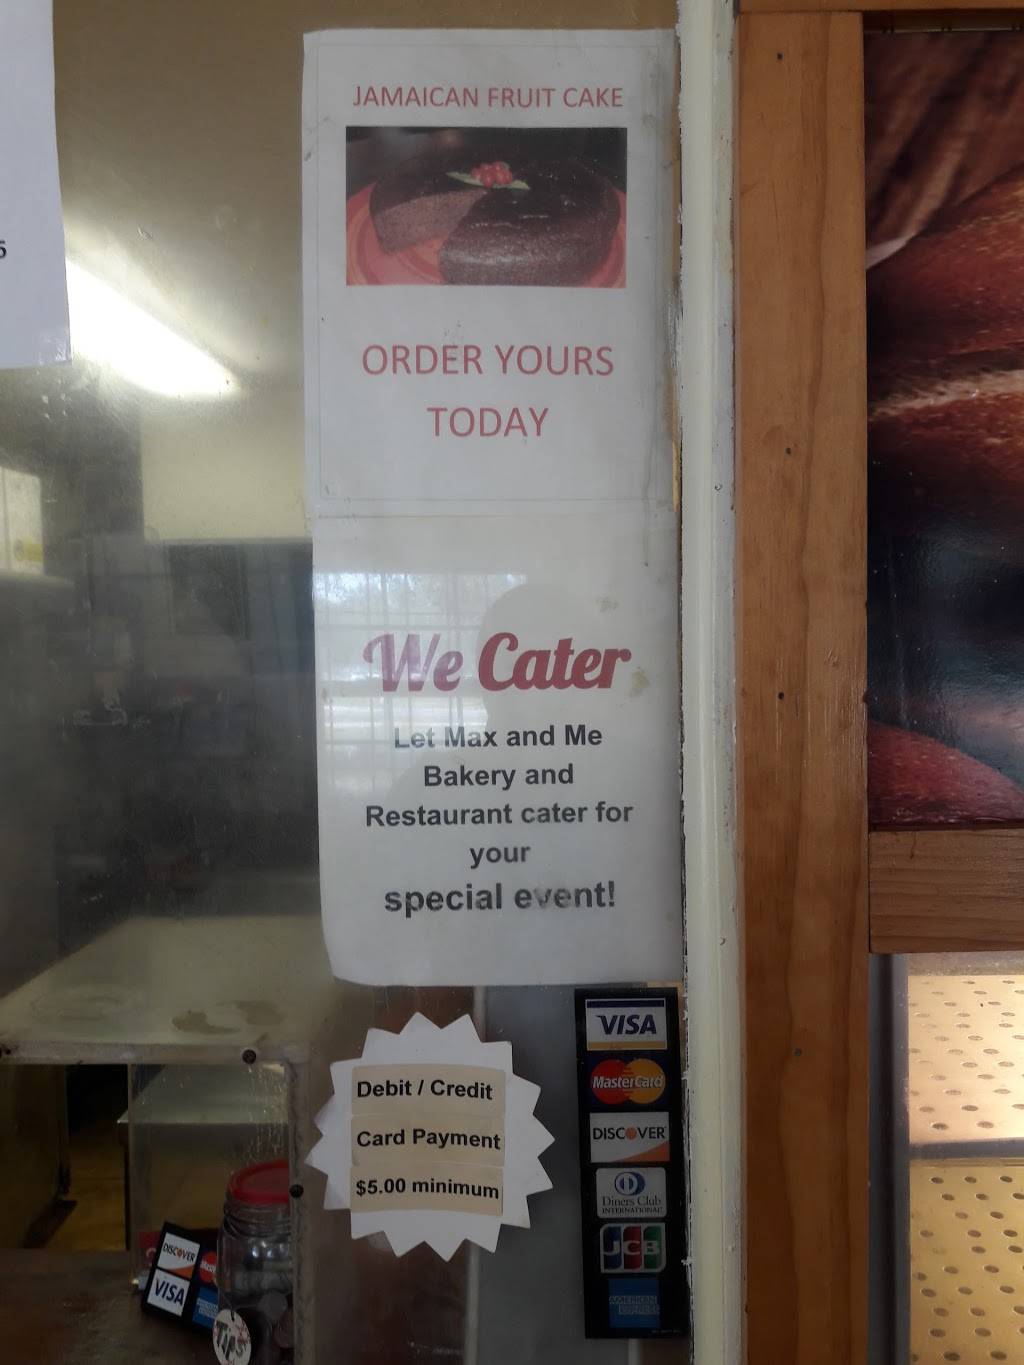 JAMAICAN FRUIT CAKE
ORDER YOURS
TODAY
We Cater
Let Max and Me
Bakery and
Restaurant cater for
your
special event!
Debit / Credit
Card Payment
$5.00 minimum
VISA
MasterCard
DISCOVER
Diners Club
INTERNATIONAL
JCB
AMERICAN
EXPRESS
DISCOVER
VISA
TIPS